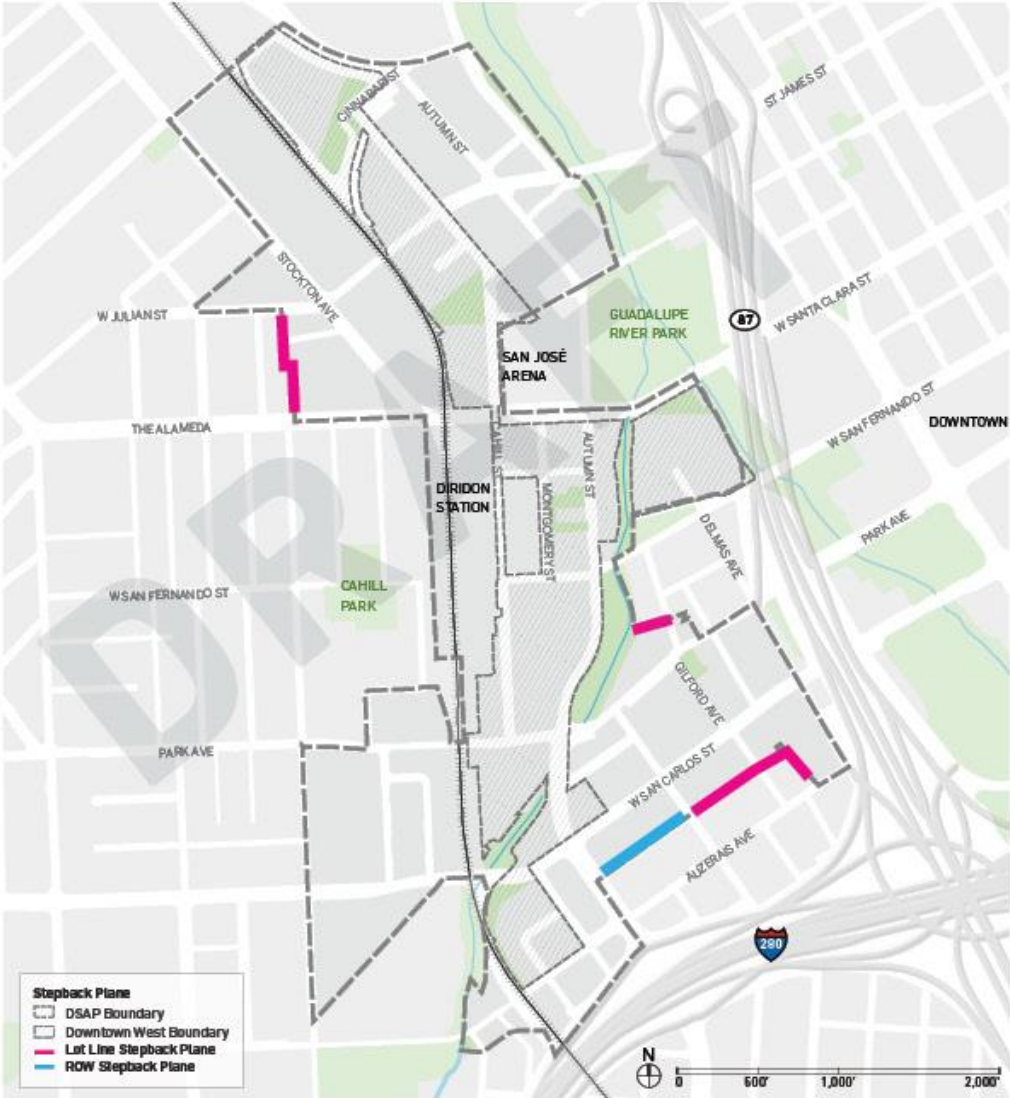 CINNABAR ST
AUTUMN ST
ST JAMES ST
STOCKTON AVE
W JULIAN ST
GUADALUPE
RIVER PARK
87
W SANTA CLARA ST
SAN JOSÉ
ARENA
THE ALAMEDA
W SAN FERNANDO ST
DOWNTOWN
CAHILL ST
AUTUMN ST
DIRIDON
STATION
MONTGOMERY ST
DELMAS AVE
PARK AVE
CAHILL
PARK
W SAN FERNANDO ST
GILFORD AVE
PARK AVE
W SAN CARLOS ST
AUZERAIS AVE
280
DRAFT
Stepback Plane
DSAP Boundary
Downtown West Boundary
Lot Line Stepback Plane
ROW Stepback Plane
N
0 500' 1,000' 2,000'